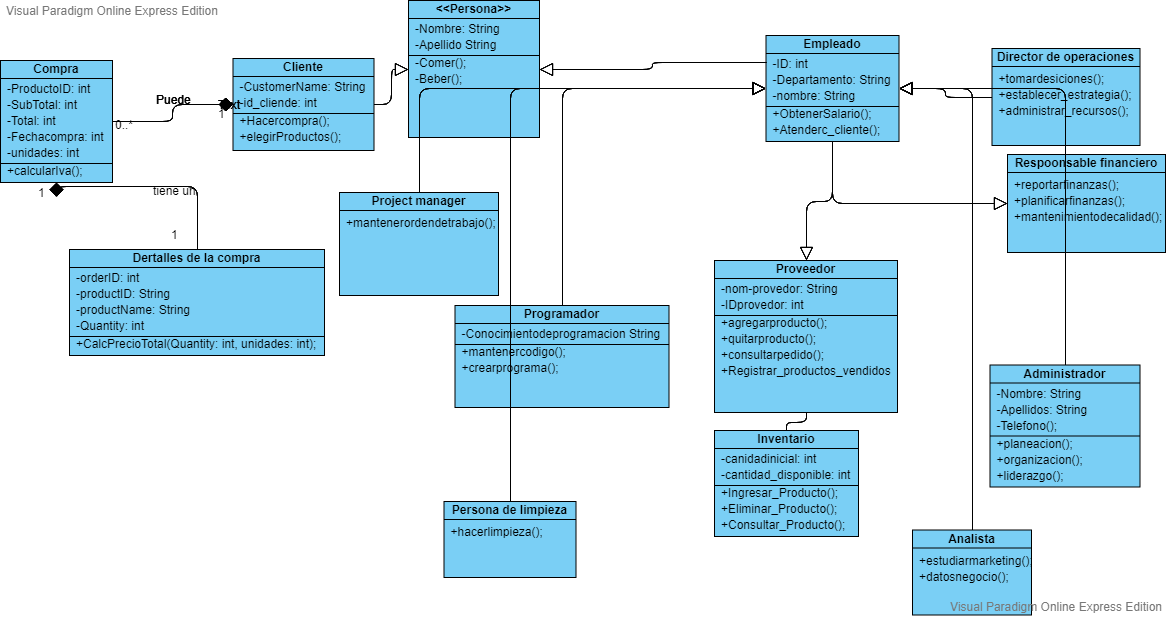 Visual Paradigm Online Express Edition
<<Persona>>
-Nombre: String
-Apellido String
-Comer();
-Beber();
Compra
-ProductoID: int
-SubTotal: int
-Total: int
-Fechacompra: int
-unidades: int
+calcularIva();
Puede
0..*
1
Cliente
-CustomerName: String
-id_cliende: int
+Hacercompra();
+elegirProductos();
Empleado
-ID: int
-Departamento: String
-nombre: String
+ObtenerSalario();
+Atenderc_cliente();
Director de operaciones
+tomardesiciones();
+establecer_estrategia();
+administrar_recursos();
Respoonsable financiero
+reportarfinanzas();
+planificarfinanzas();
+mantenimientodecalidad();
1
tiene un
1
Dertalles de la compra
-orderID: int
-productID: String
-productName: String
-Quantity: int
+CalcPrecioTotal(Quantity: int, unidades: int);
Project manager
+mantenerordendetrabajo();
Programador
-Conocimientodeprogramacion String
+mantenercodigo();
+crearprograma();
Proveedor
-nom-provedor: String
-IDprovedor: int
+agregarproducto();
+quitarproducto();
+consultarpedido();
+Registrar_productos_vendidos
Inventario
-canidadinicial: int
-cantidad_disponible: int
+Ingresar_Producto();
+Eliminar_Producto();
+Consultar_Producto();
Administrador
-Nombre: String
-Apellidos: String
-Telefono();
+planeacion();
+organizacion();
+liderazgo();
Persona de limpieza
+hacerlimpieza();
Analista
+estudiarmarketing();
+datosnegocio();
Visual Paradigm Online Express Edition